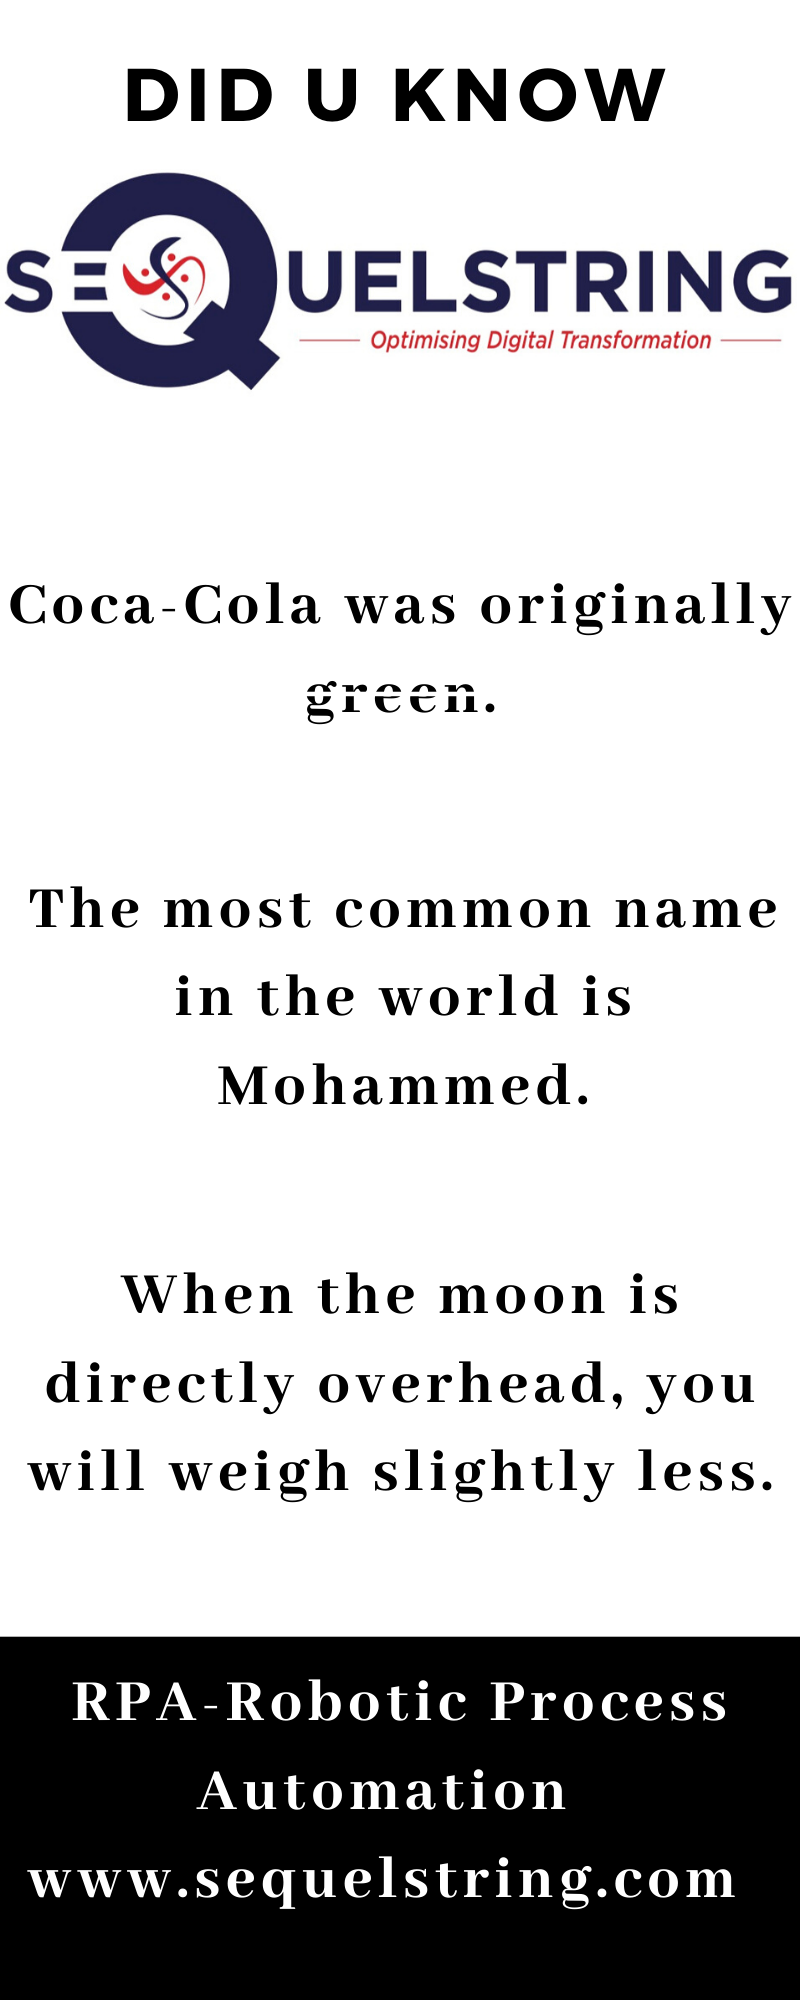 DID U KNOW
SEQUELSTRING
Optimising Digital Transformation
Coca-Cola was originally
green.
The most common name
in the world is
Mohammed.
When the moon is
directly overhead, you
will weigh slightly less.
RPA-Robotic Process
Automation
www.sequelstring.com